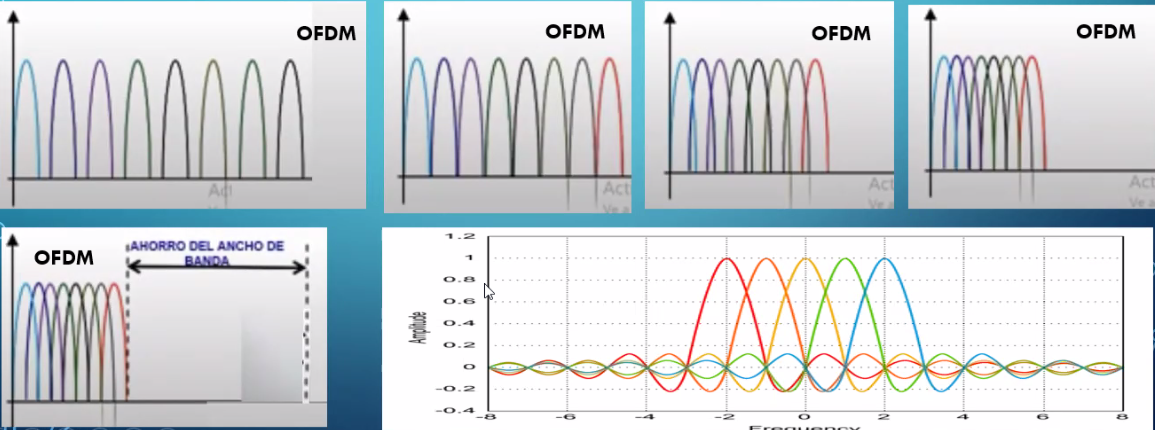 OFDM
Act
OFDM
Act
Ve a
OFDM
Act
Ve a
OFDM
Act
Ve a
OFDM
AHORRO DEL ANCHO DE
BANDA
Amplitude
1.2
1
0.8
0.6
0.4
0.2
0
-0.2
-0.4
-8
-6
-4
-2
0
2
4
6
8
Frequency